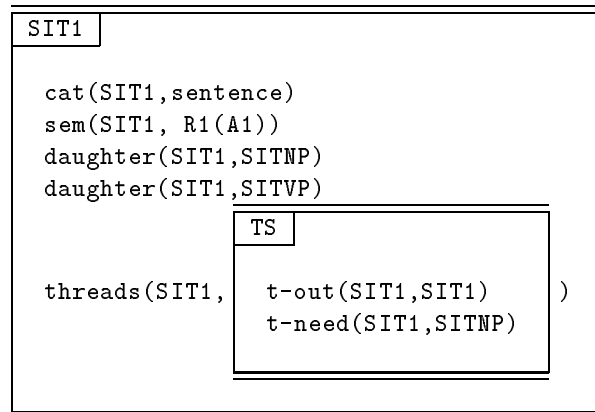 SIT1
cat(SIT1,sentence)
sem(SIT1, R1(A1))
daughter(SIT1,SITNP)
daughter(SIT1,SITVP)
TS
threads(SIT1, t-out(SIT1,SIT1) )
t-need(SIT1,SITNP)